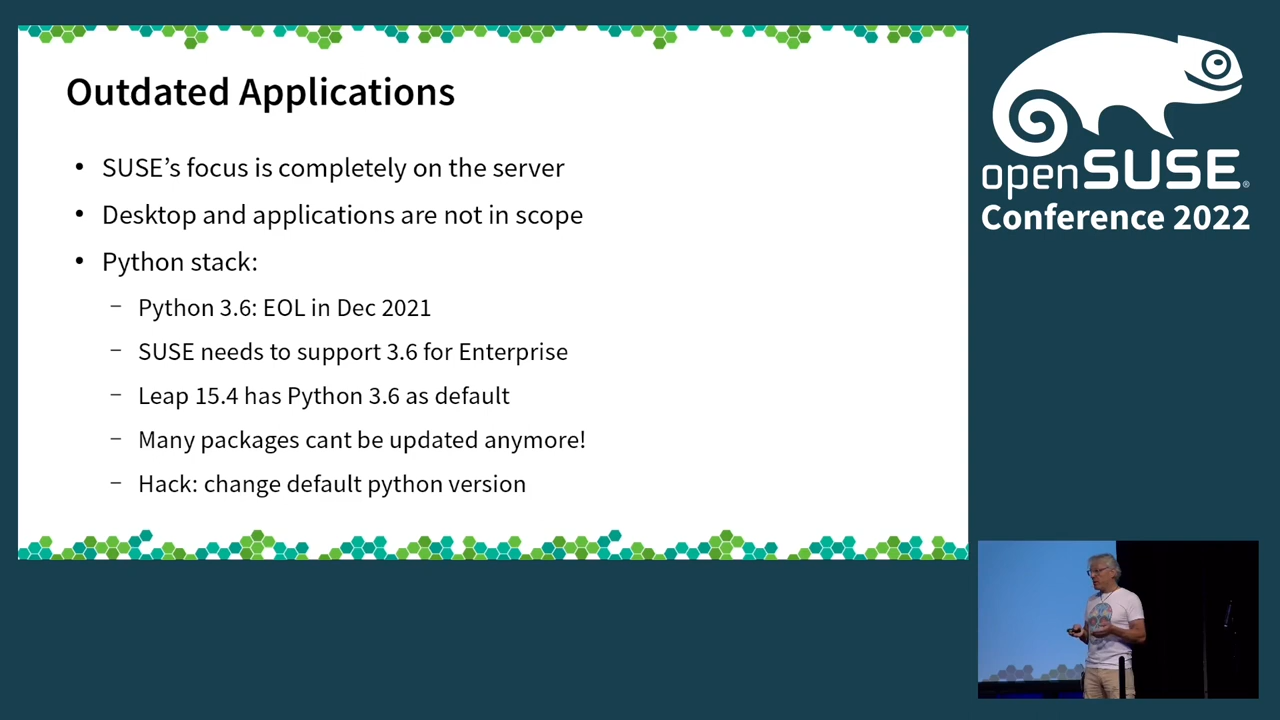 Outdated Applications
• SUSE’s focus is completely on the server
• Desktop and applications are not in scope
• Python stack:
– Python 3.6: EOL in Dec 2021
– SUSE needs to support 3.6 for Enterprise
– Leap 15.4 has Python 3.6 as default
– Many packages cant be updated anymore!
– Hack: change default python version
openSUSE®
Conference 2022